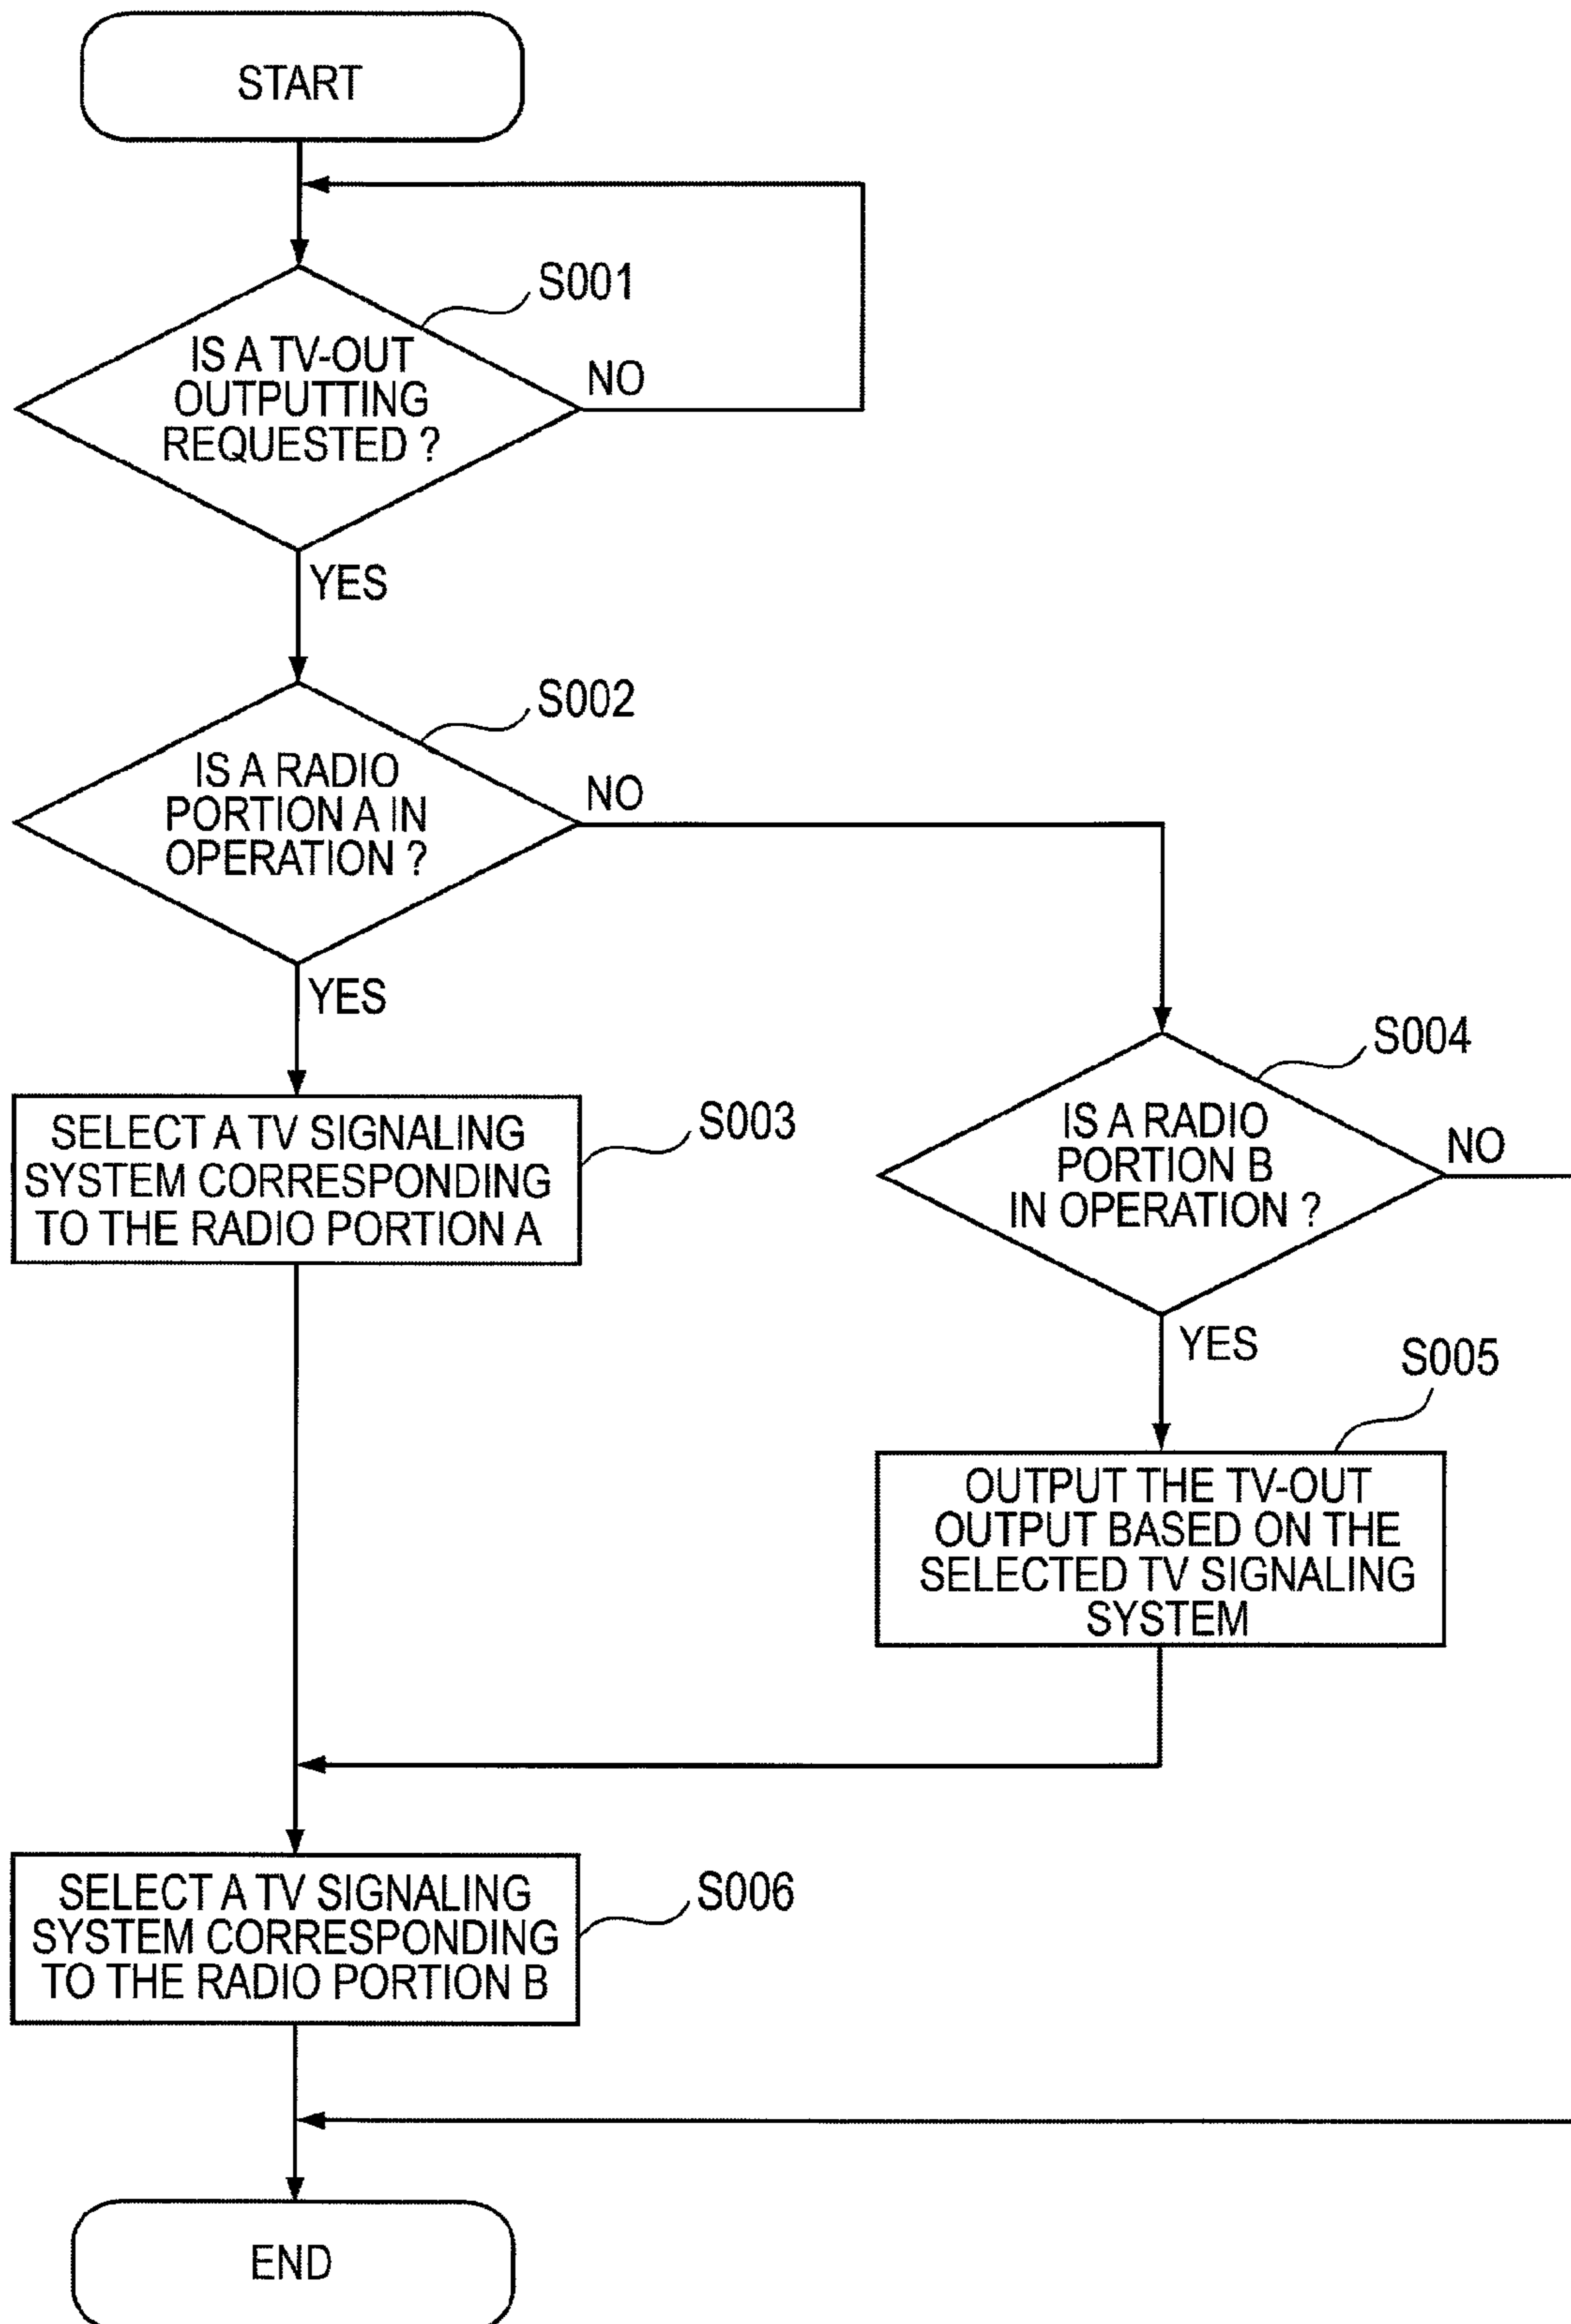 START
S001
IS A TV-OUT
OUTPUTTING
REQUESTED ?
NO
YES
S002
IS A RADIO
PORTION A IN
OPERATION ?
NO
YES
S003
SELECT A TV SIGNALING
SYSTEM CORRESPONDING
TO THE RADIO PORTION A
S004
IS A RADIO
PORTION B
IN OPERATION ?
NO
YES
S005
OUTPUT THE TV-OUT
OUTPUT BASED ON THE
SELECTED TV SIGNALING
SYSTEM
S006
SELECT A TV SIGNALING
SYSTEM CORRESPONDING
TO THE RADIO PORTION B
END